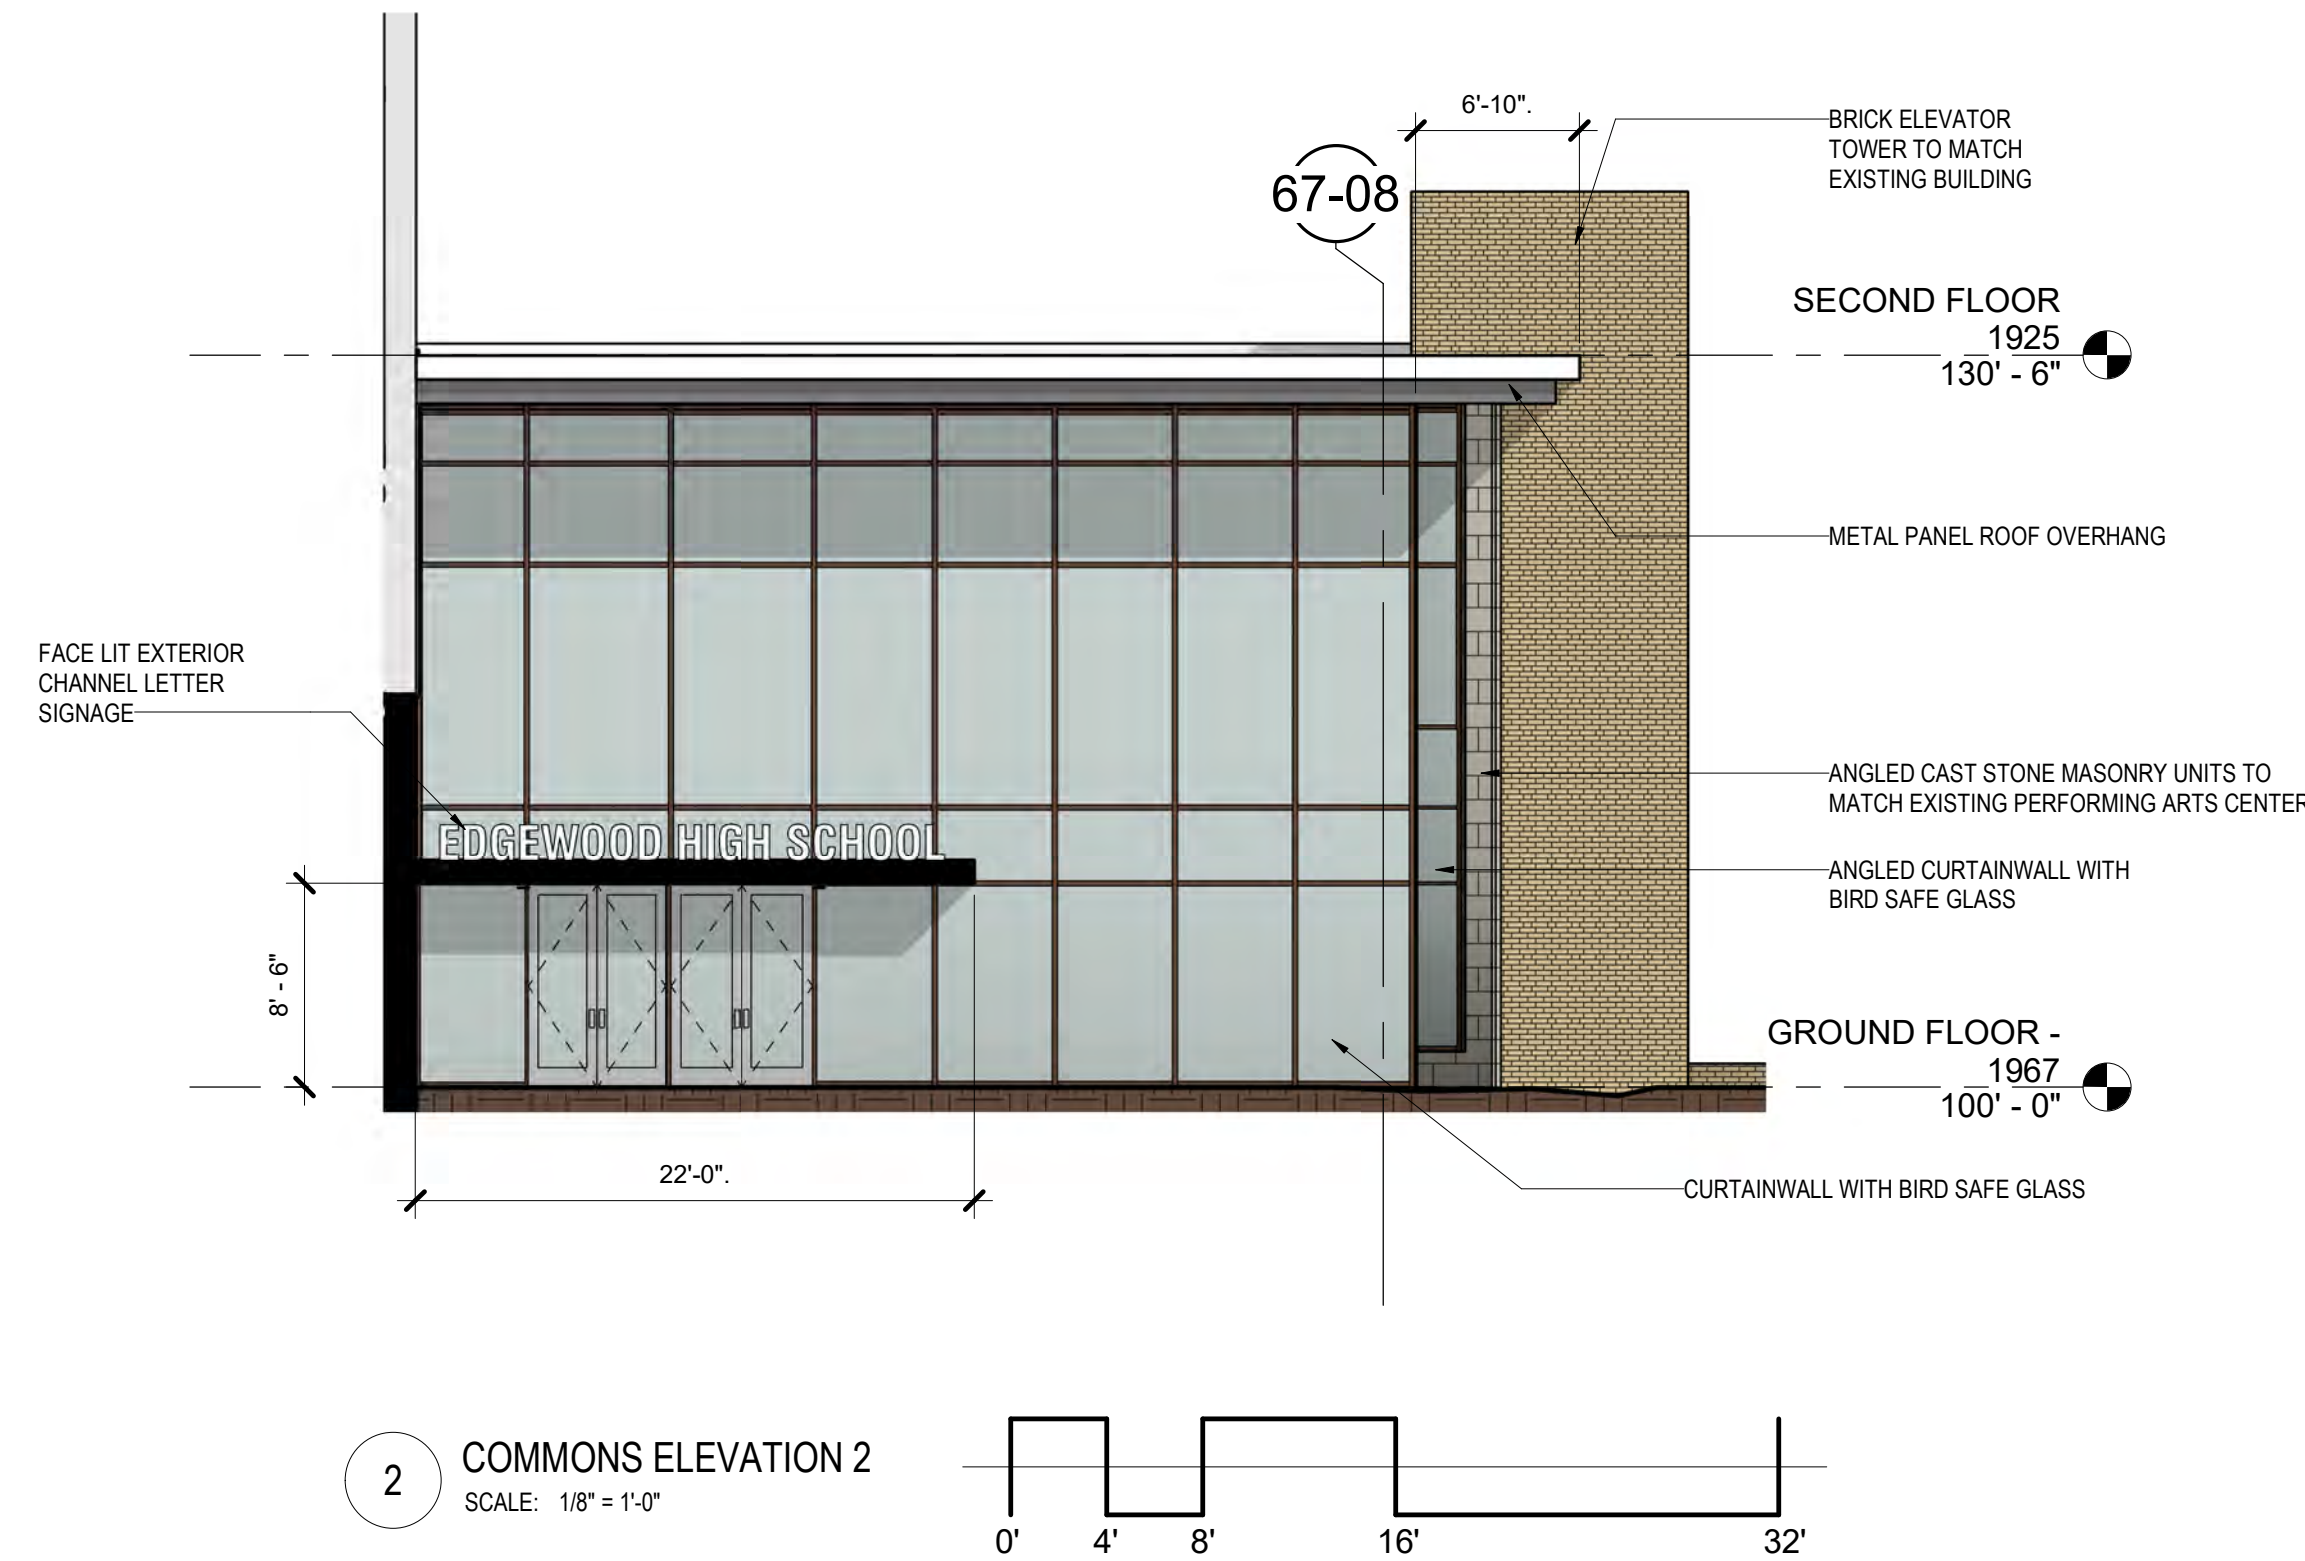 6'-10".
BRICK ELEVATOR
TOWER TO MATCH
EXISTING BUILDING
67-08
SECOND FLOOR
1925
130' - 6"
METAL PANEL ROOF OVERHANG
FACE LIT EXTERIOR
CHANNEL LETTER
SIGNAGE
ANGLED CAST STONE MASONRY UNITS TO
MATCH EXISTING PERFORMING ARTS CENTER
EDGEWOOD HIGH SCHOOL
ANGLED CURTAINWALL WITH
BIRD SAFE GLASS
8' - 6"
GROUND FLOOR -
1967
100' - 0"
22'-0".
CURTAINWALL WITH BIRD SAFE GLASS
2
COMMONS ELEVATION 2
SCALE: 1/8" = 1'-0"
0' 4' 8' 16' 32'